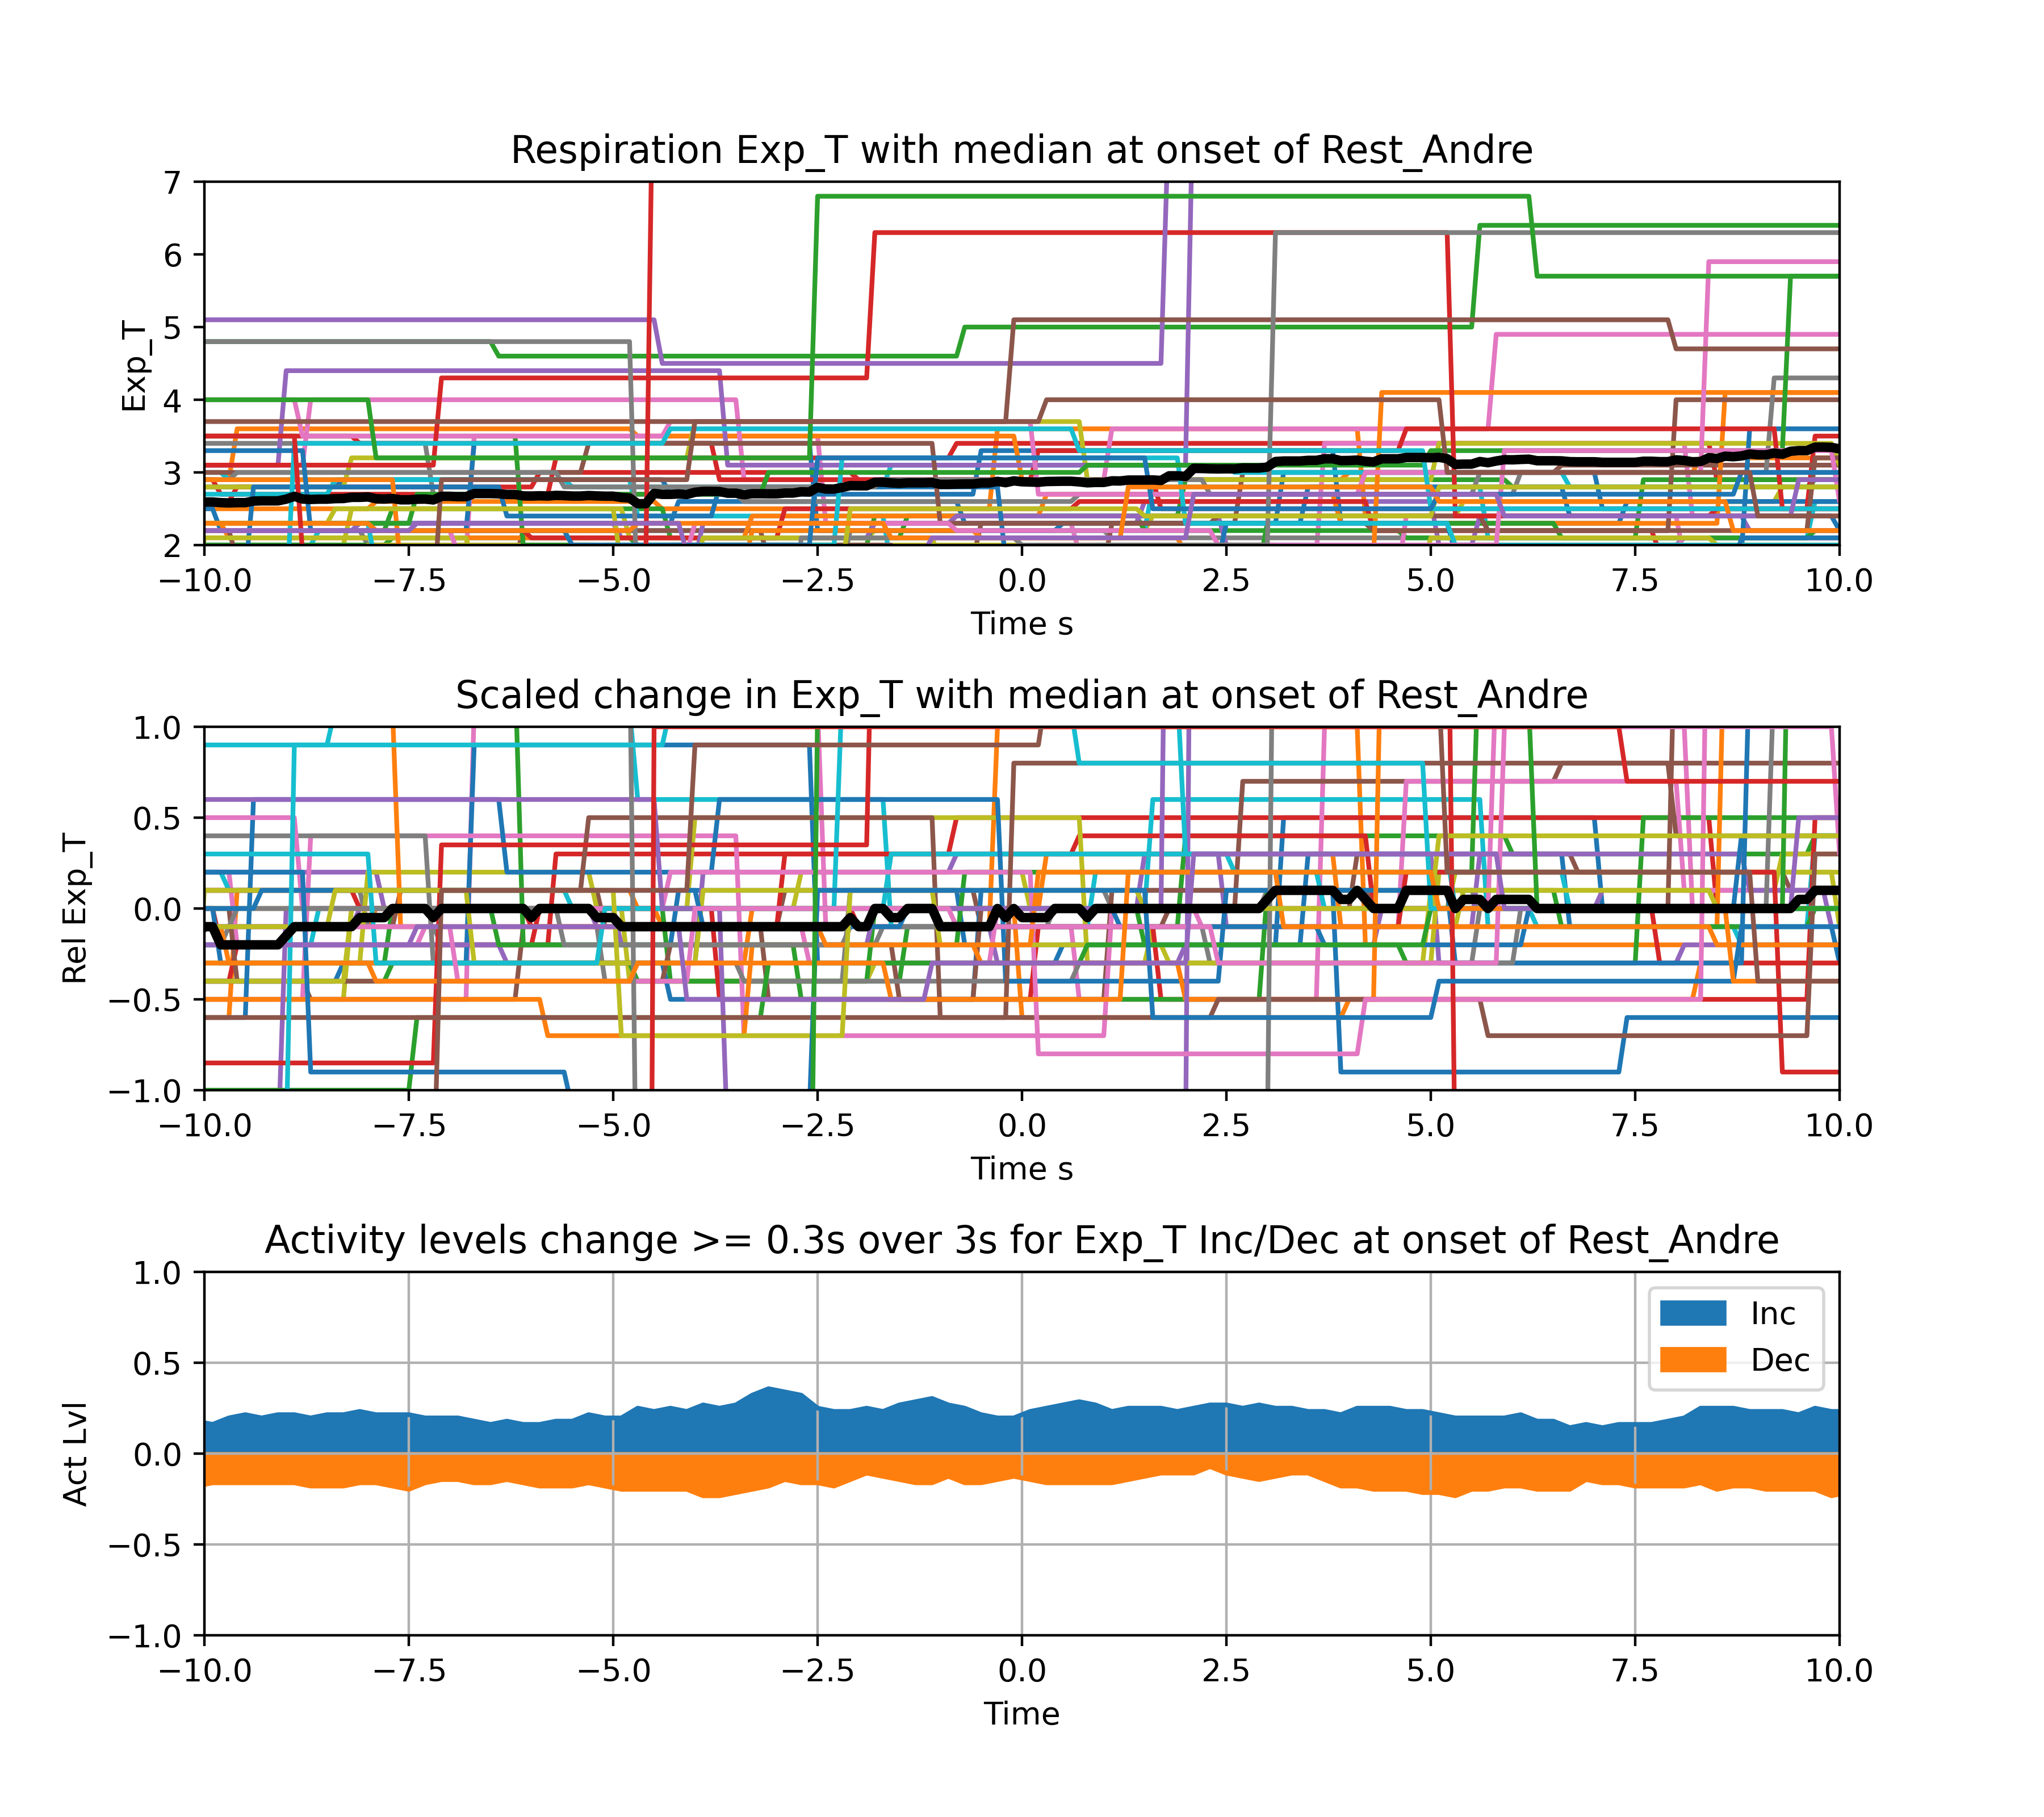 Respiration Exp_T with median at onset of Rest_Andre
7
6
5
4
3
2
Exp_T
−10.0 −7.5 −5.0 −2.5 0.0 2.5 5.0 7.5 10.0
Time s
Scaled change in Exp_T with median at onset of Rest_Andre
1.0
0.5
0.0
−0.5
−1.0
Rel Exp_T
−10.0 −7.5 −5.0 −2.5 0.0 2.5 5.0 7.5 10.0
Time s
Activity levels change >= 0.3s over 3s for Exp_T Inc/Dec at onset of Rest_Andre
1.0
0.5
0.0
−0.5
−1.0
Act Lvl
Inc
Dec
−10.0 −7.5 −5.0 −2.5 0.0 2.5 5.0 7.5 10.0
Time